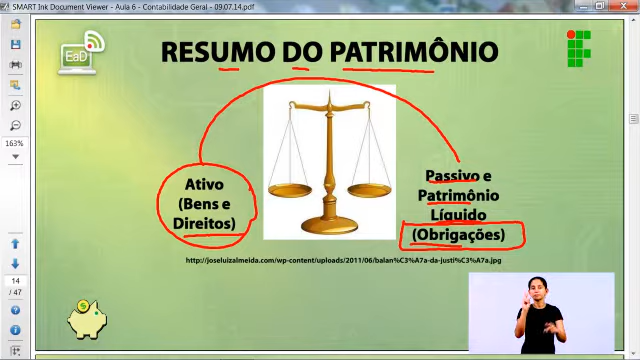 SMART Ink Document Viewer - Aula 6 - Contabilidade Geral - 09.07.14.pdf
EaD
RESUMO DO PATRIMÔNIO
163%
Ativo
(Bens e
Direitos)
Passivo e
Patrimônio
Líquido
(Obrigações)
http://joseluizalmeida.com/wp-content/uploads/2011/06/balan%C3%A7a-da-justi%C3%A7a.jpg
14
/ 47
$